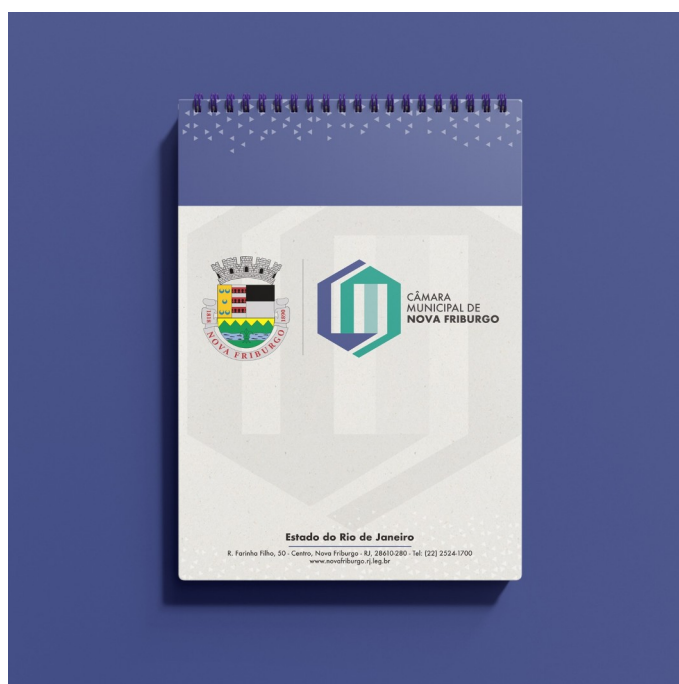 1820
1890
NOVA FRIBURGO
CÂMARA
MUNICIPAL DE
NOVA FRIBURGO
Estado do Rio de Janeiro
R. Farinha Filho, 50 - Centro, Nova Friburgo - RJ, 28610-280 - Tel: (22) 2524-1700
www.novafriburgo.rj.leg.br